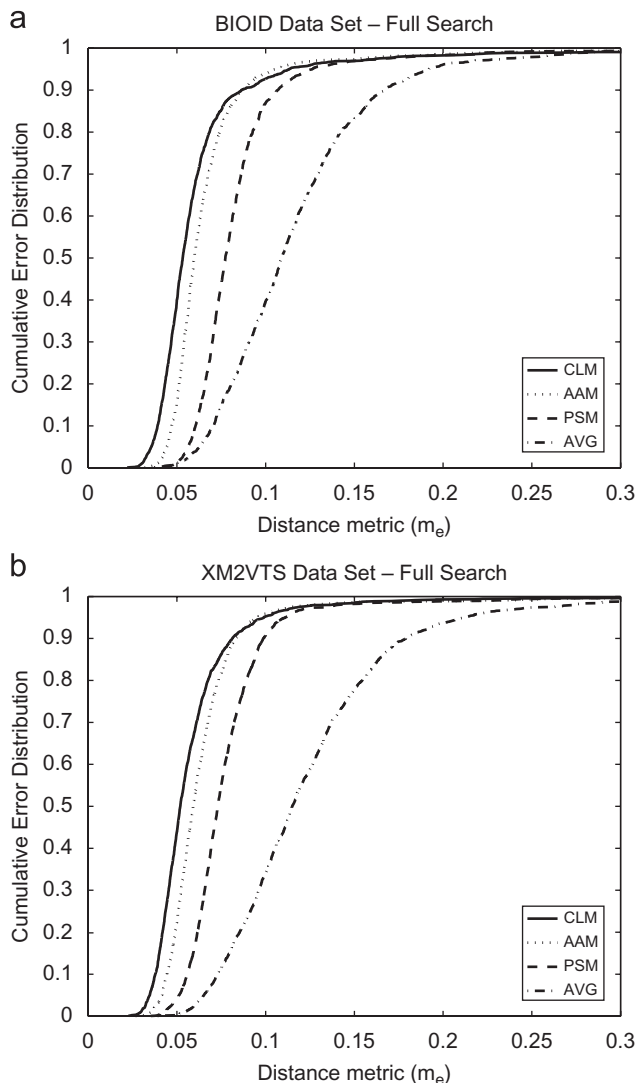 a
BIOID Data Set – Full Search
Cumulative Error Distribution
1
0.9
0.8
0.7
0.6
0.5
0.4
0.3
0.2
0.1
0
CLM
AAM
PSM
AVG
0 0.05 0.1 0.15 0.2 0.25 0.3
Distance metric (mₑ)
b
XM2VTS Data Set – Full Search
Cumulative Error Distribution
1
0.9
0.8
0.7
0.6
0.5
0.4
0.3
0.2
0.1
0
CLM
AAM
PSM
AVG
0 0.05 0.1 0.15 0.2 0.25 0.3
Distance metric (mₑ)